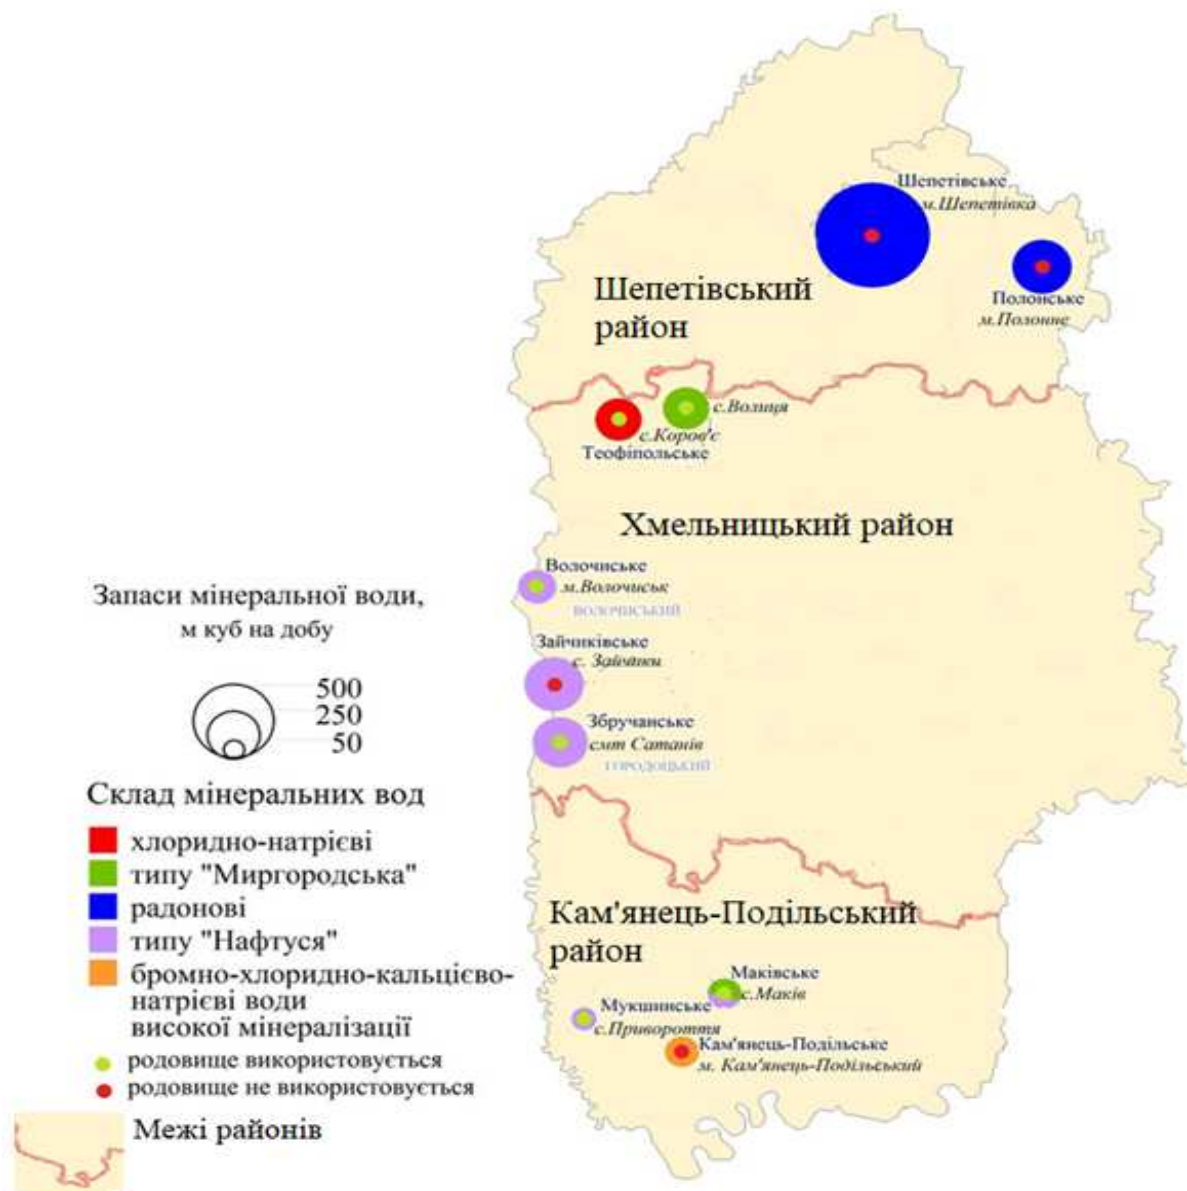 Шепетівське
м.Шепетівка
Шепетівський
район
Полонське
м.Полонне
с.Волиця
с.Коров'є
Теофіпольське
Хмельницький район
Волочиське
м.Волочиськ
ВОЛОЧИСЬКИЙ
Зайчиківське
с. Зайчики
Збручанське
смт Сатанів
ГОРОДОЦЬКИЙ
Запаси мінеральної води,
м куб на добу
500
250
50
Склад мінеральних вод
хлоридно-натрієві
типу "Миргородська"
радонові
типу "Нафтуся"
бромно-хлоридно-кальцієво-
натрієві води
високої мінералізації
родовище використовується
родовище не використовується
Межі районів
Кам'янець-Подільський
район
Маківське
с.Маків
Мукшинське
с.Привороття
Кам'янець-Подільське
м. Кам'янець-Подільський